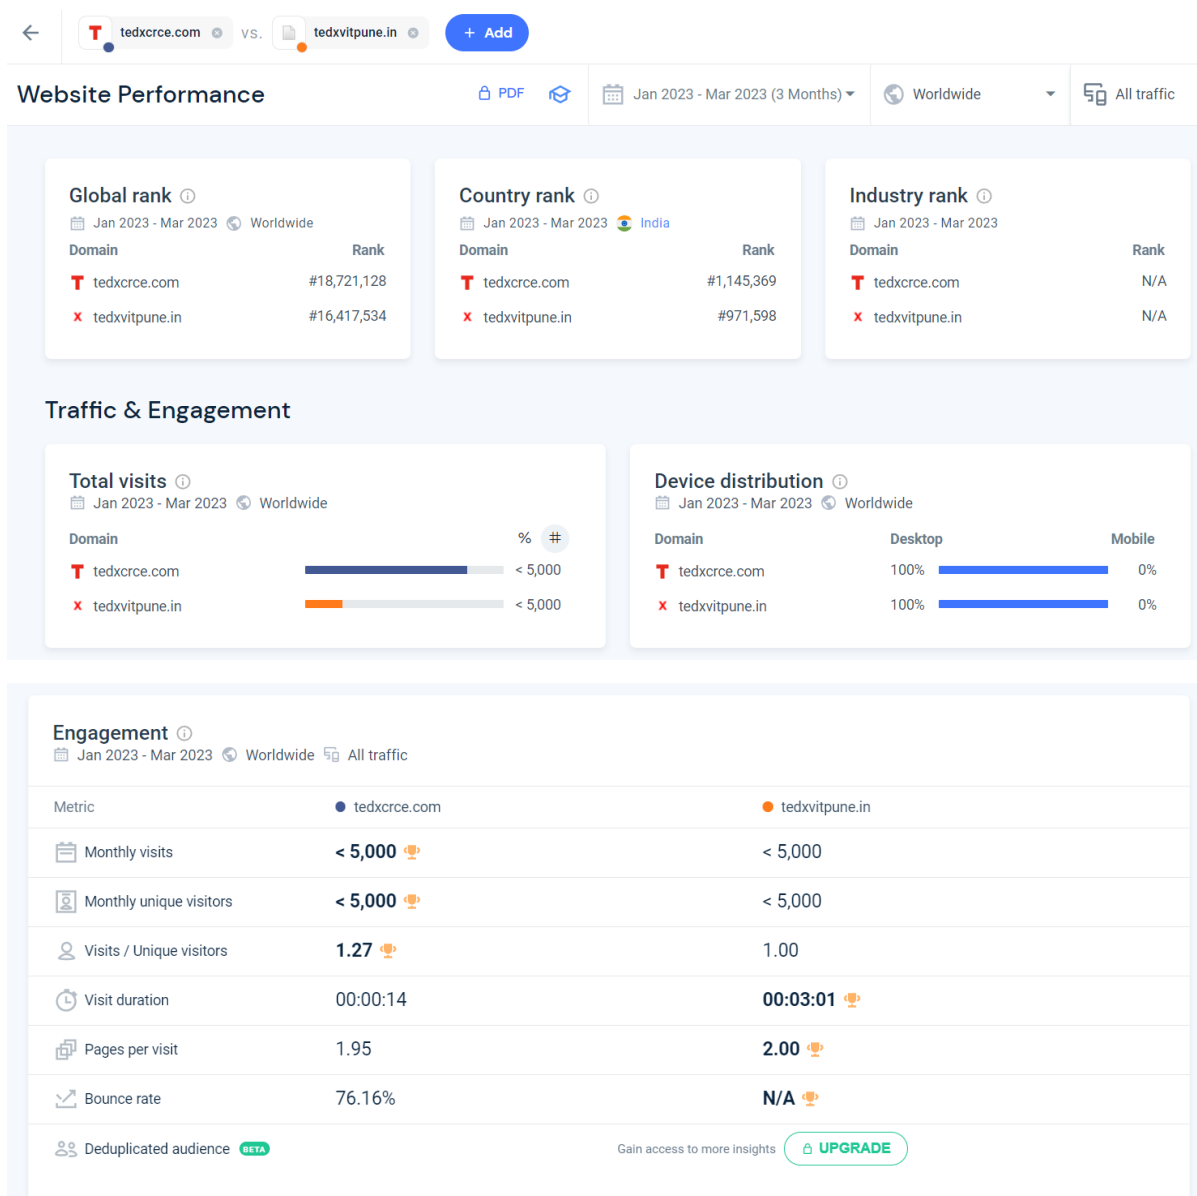 tedxcrce.com vs. tedxvitpune.in + Add
Website Performance PDF Jan 2023 - Mar 2023 (3 Months) Worldwide All traffic
Global rank
Jan 2023 - Mar 2023 Worldwide
Domain Rank
tedxcrce.com #18,721,128
tedxvitpune.in #16,417,534
Country rank
Jan 2023 - Mar 2023 India
Domain Rank
tedxcrce.com #1,145,369
tedxvitpune.in #971,598
Industry rank
Jan 2023 - Mar 2023
Domain Rank
tedxcrce.com N/A
tedxvitpune.in N/A
Traffic & Engagement
Total visits
Jan 2023 - Mar 2023 Worldwide
Domain % #
tedxcrce.com < 5,000
tedxvitpune.in < 5,000
Device distribution
Jan 2023 - Mar 2023 Worldwide
Domain Desktop Mobile
tedxcrce.com 100% 0%
tedxvitpune.in 100% 0%
Engagement
Jan 2023 - Mar 2023 Worldwide All traffic
Metric tedxcrce.com tedxvitpune.in
Monthly visits < 5,000 < 5,000
Monthly unique visitors < 5,000 < 5,000
Visits / Unique visitors 1.27 1.00
Visit duration 00:00:14 00:03:01
Pages per visit 1.95 2.00
Bounce rate 76.16% N/A
Deduplicated audience BETA Gain access to more insights UPGRADE